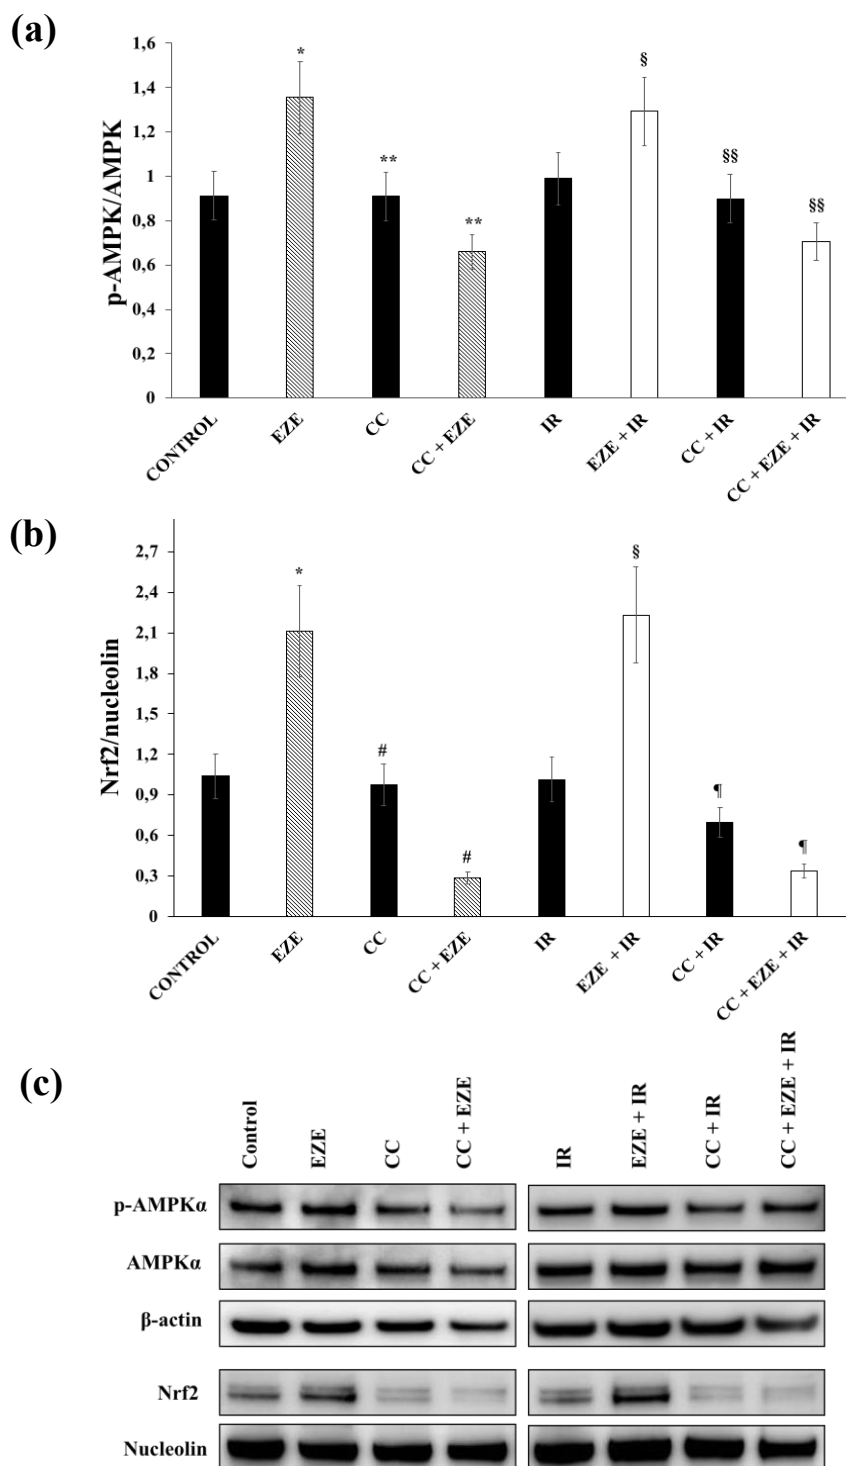 (a)
p-AMPK/AMPK
1,6
1,4
1,2
1
0,8
0,6
0,4
0,2
0
*
**
**
§
§§
§§
CONTROL
EZE
CC
CC + EZE
IR
EZE + IR
CC + IR
CC + EZE + IR
(b)
Nrf2/nucleolin
2,7
2,4
2,1
1,8
1,5
1,2
0,9
0,6
0,3
0
*
#
#
§
¶
¶
CONTROL
EZE
CC
CC + EZE
IR
EZE + IR
CC + IR
CC + EZE + IR
(c)
Control
EZE
CC
CC + EZE
IR
EZE + IR
CC + IR
CC + EZE + IR
p-AMPKα
AMPKα
β-actin
Nrf2
Nucleolin